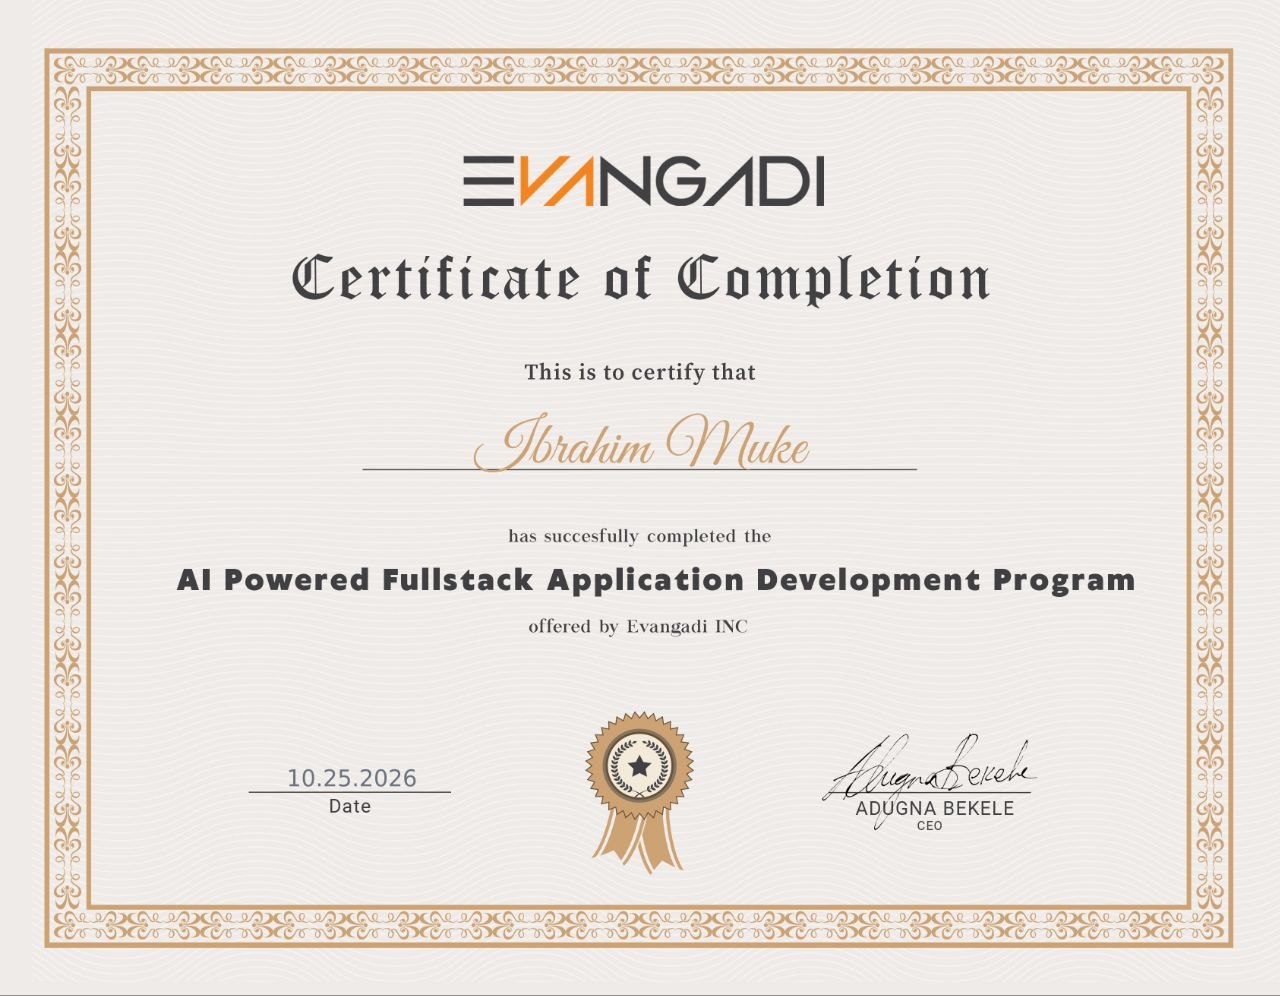 EVANGADI
Certificate of Completion
This is to certify that
Ibrahim Muke
has succesfully completed the
AI Powered Fullstack Application Development Program
offered by Evangadi INC
10.25.2026
Date
Adugna Bekele
ADUGNA BEKELE
CEO